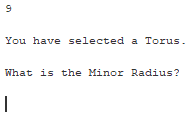 9
You have selected a Torus.
What is the Minor Radius?